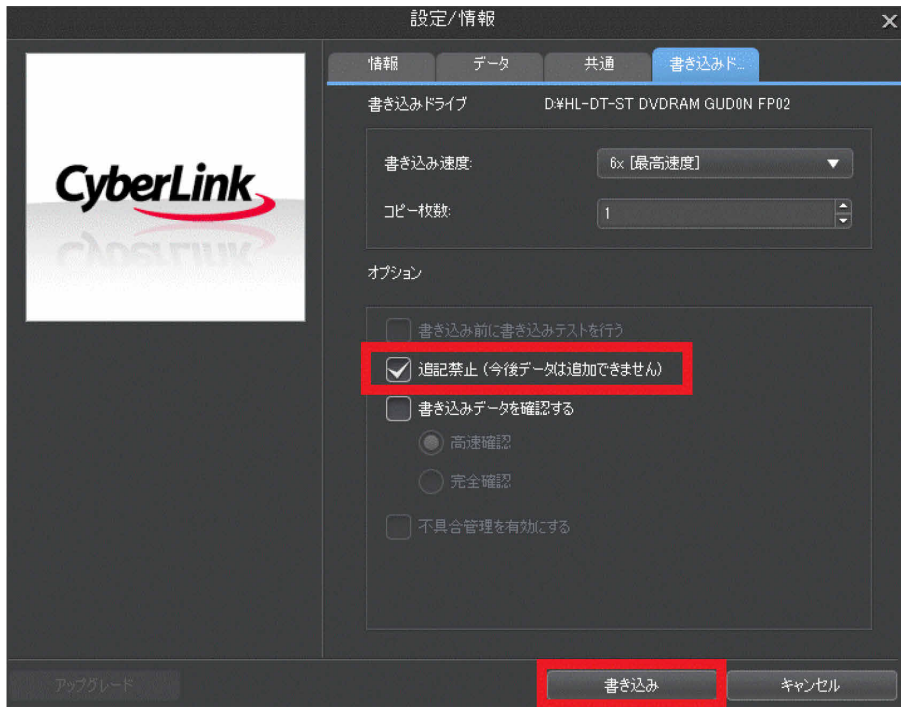 設定/情報
CyberLink
情報 データ 共通 書き込みド...
書き込みドライブ D:¥HL-DT-ST DVDRAM GUD0N FP02
書き込み速度: 6x [最高速度]
コピー枚数: 1
オプション
書き込み前に書き込みテストを行う
追記禁止 (今後データは追加できません)
書き込みデータを確認する
高速確認
完全確認
不具合管理を有効にする
アップグレード 書き込み キャンセル